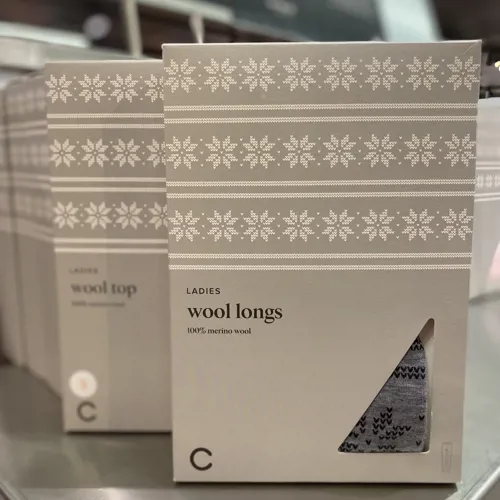 LADIES
wool top
LADIES
wool longs
100% merino wool
C
C